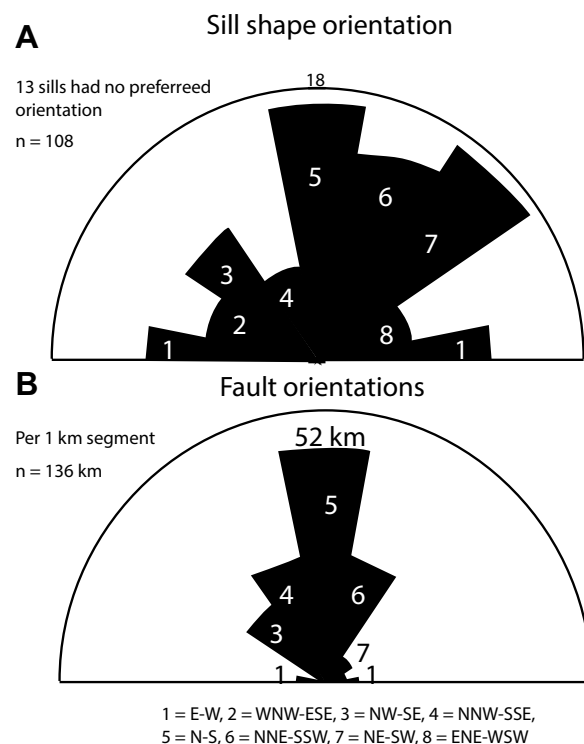 A
Sill shape orientation
13 sills had no preferreed
orientation
n = 108
18
5
6
7
3
4
2
8
1
1
B
Fault orientations
Per 1 km segment
n = 136 km
52 km
5
4
6
3
7
1
1
1 = E-W, 2 = WNW-ESE, 3 = NW-SE, 4 = NNW-SSE,
5 = N-S, 6 = NNE-SSW, 7 = NE-SW, 8 = ENE-WSW